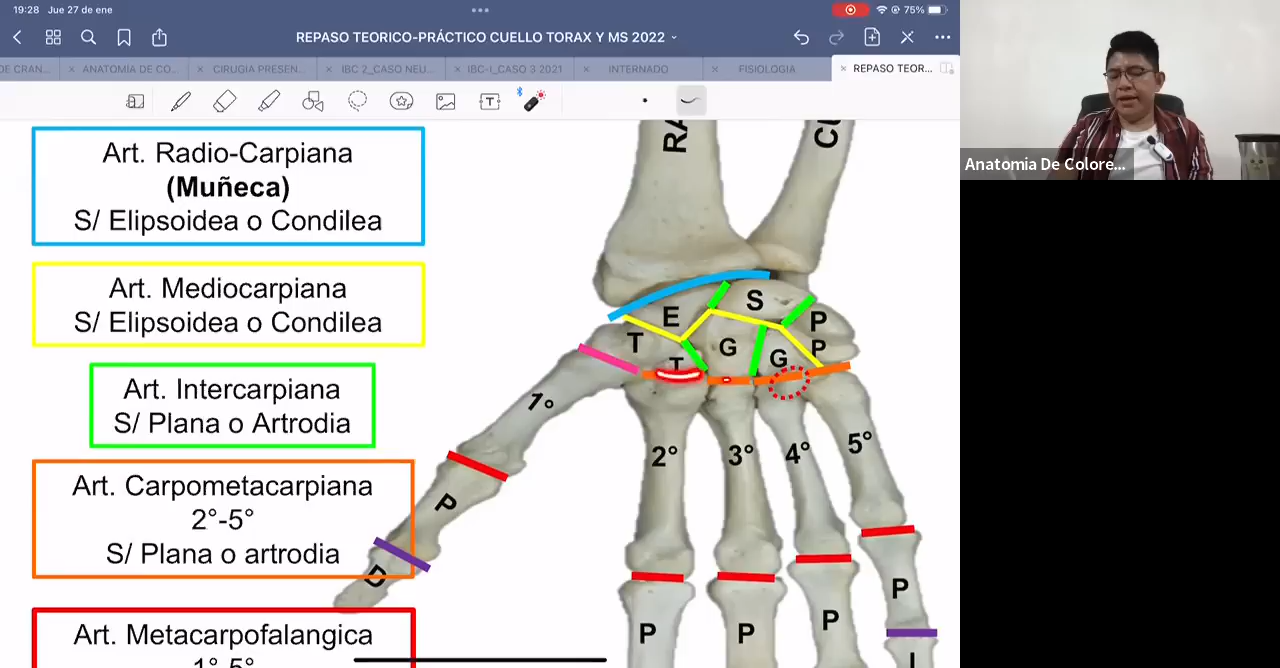 19:28 Jue 27 de ene
75%
REPASO TEORICO-PRÁCTICO CUELLO TORAX Y MS 2022
DE CRAN...
ANATOMIA DE CO...
CIRUGIA PRESEN...
IBC 2_CASO NEU...
IBC-I_CASO 3 2021
INTERNADO
FISIOLOGIA
REPASO TEOR...
Art. Radio-Carpiana
(Muñeca)
S/ Elipsoidea o Condilea
Art. Mediocarpiana
S/ Elipsoidea o Condilea
Art. Intercarpiana
S/ Plana o Artrodia
Art. Carpometacarpiana
2°-5°
S/ Plana o artrodia
Art. Metacarpofalangica
1°-5°
RA
CU
S
E
P
T
G
P
T
G
1°
2°
3°
4°
5°
P
D
P
P
P
P
I
Anatomia De Colore...